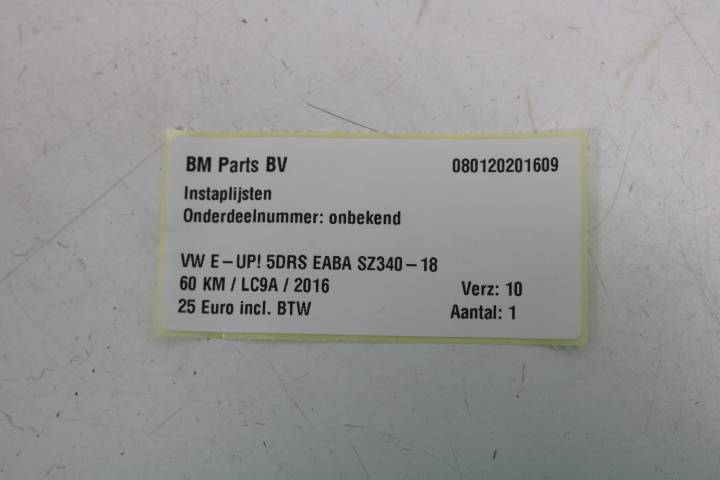 BM Parts BV 080120201609
Instaplijsten
Onderdeelnummer: onbekend
VW E-UP! 5DRS EABA SZ340-18
60 KM / LC9A / 2016 Verz: 10
25 Euro incl. BTW Aantal: 1